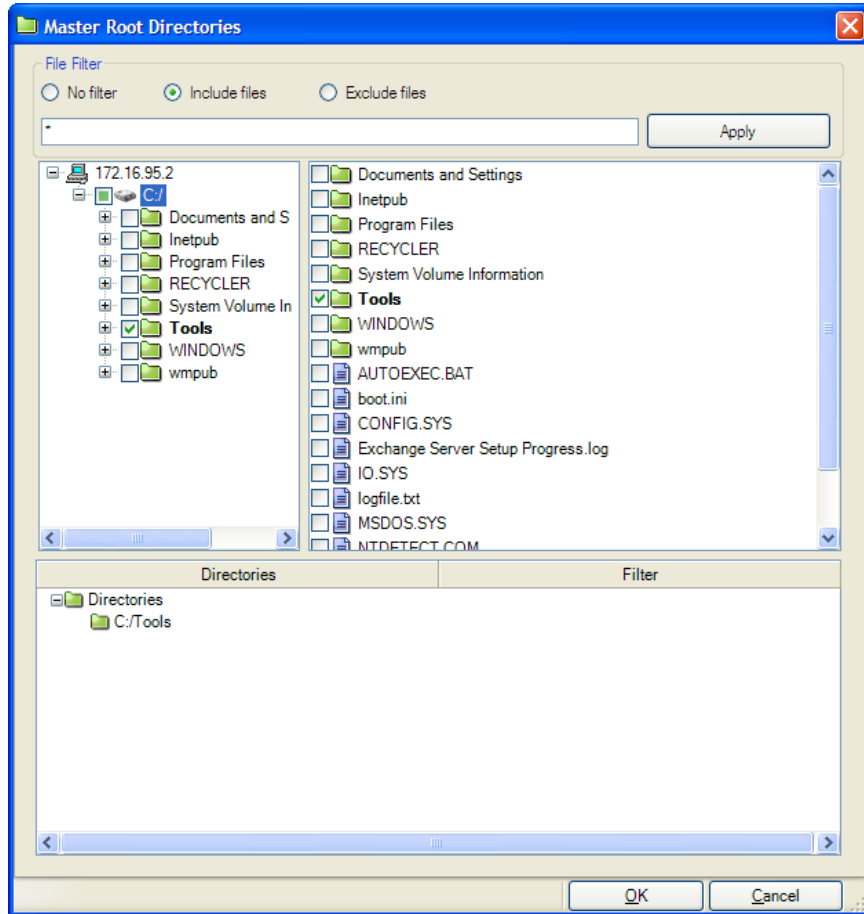 Master Root Directories
File Filter
No filter Include files Exclude files
* Apply
172.16.95.2
C:/
Documents and S
Inetpub
Program Files
RECYCLER
System Volume In
Tools
WINDOWS
wmpub
Documents and Settings
Inetpub
Program Files
RECYCLER
System Volume Information
Tools
WINDOWS
wmpub
AUTOEXEC.BAT
boot.ini
CONFIG.SYS
Exchange Server Setup Progress.log
IO.SYS
logfile.txt
MSDOS.SYS
NTDETECT.COM
Directories Filter
Directories
C:/Tools
OK Cancel